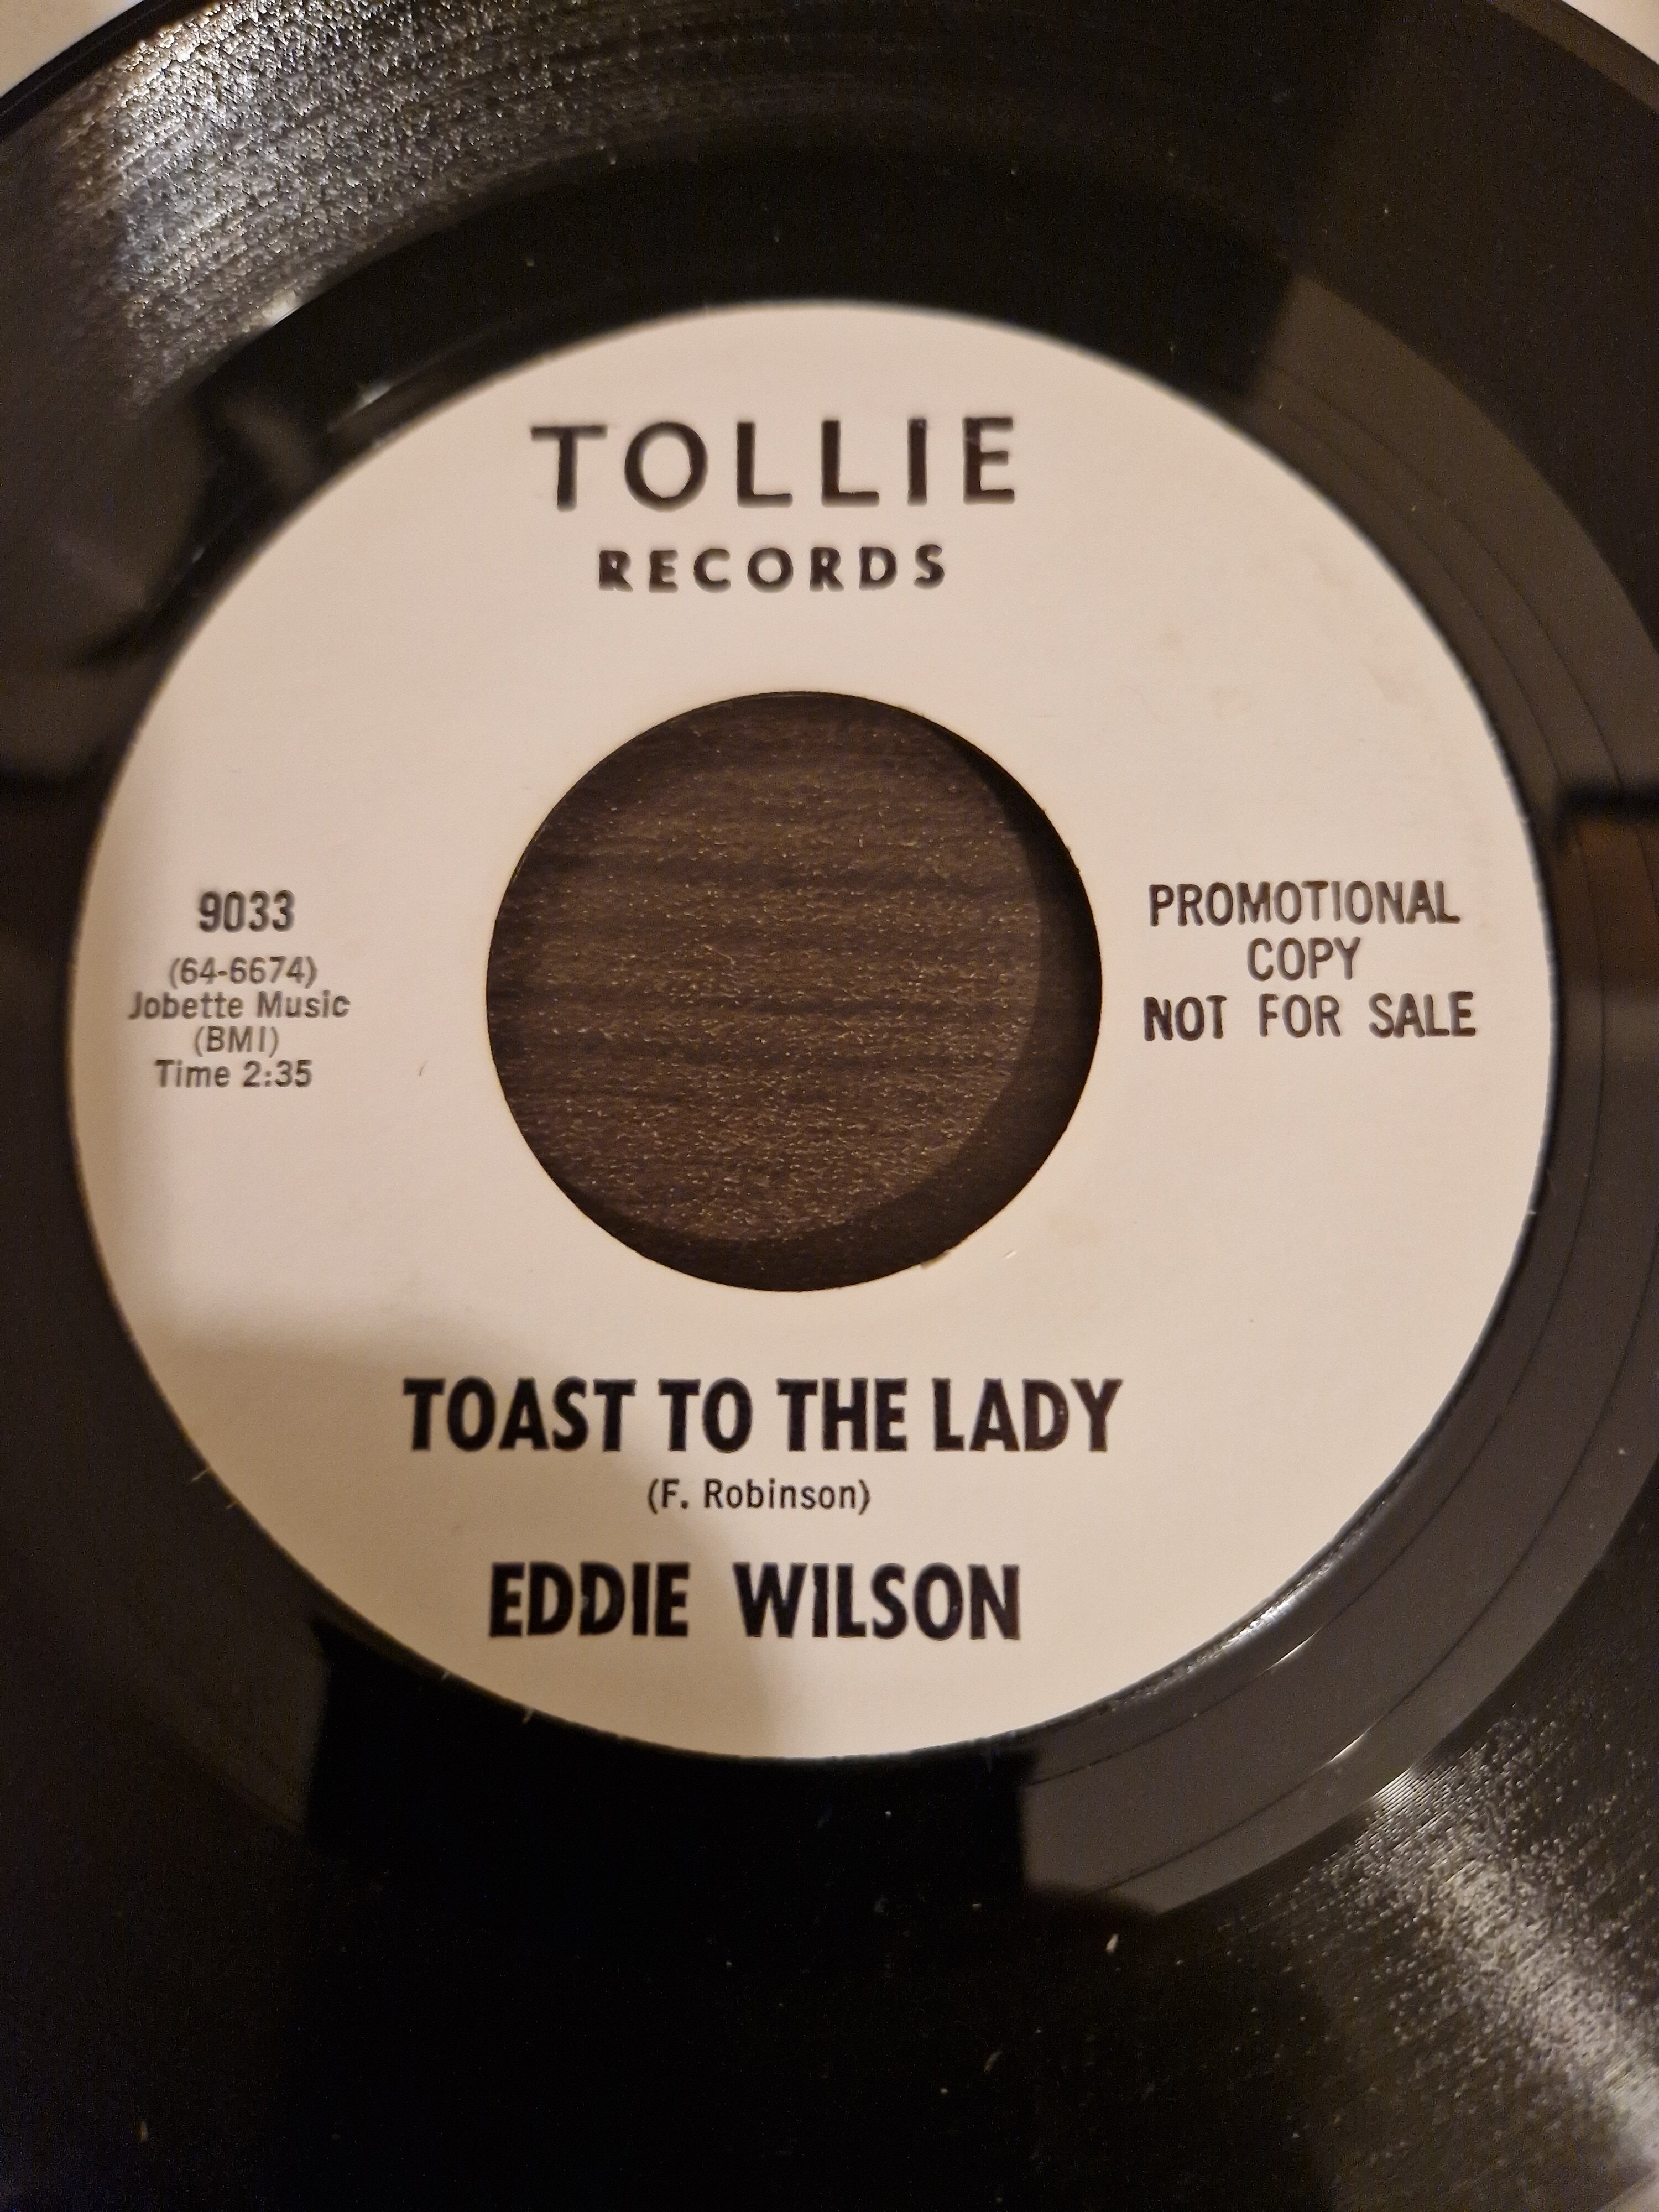 TOLLIE
RECORDS
9033
(64-6674)
Jobette Music
(BMI)
Time 2:35
PROMOTIONAL
COPY
NOT FOR SALE
TOAST TO THE LADY
(F. Robinson)
EDDIE WILSON